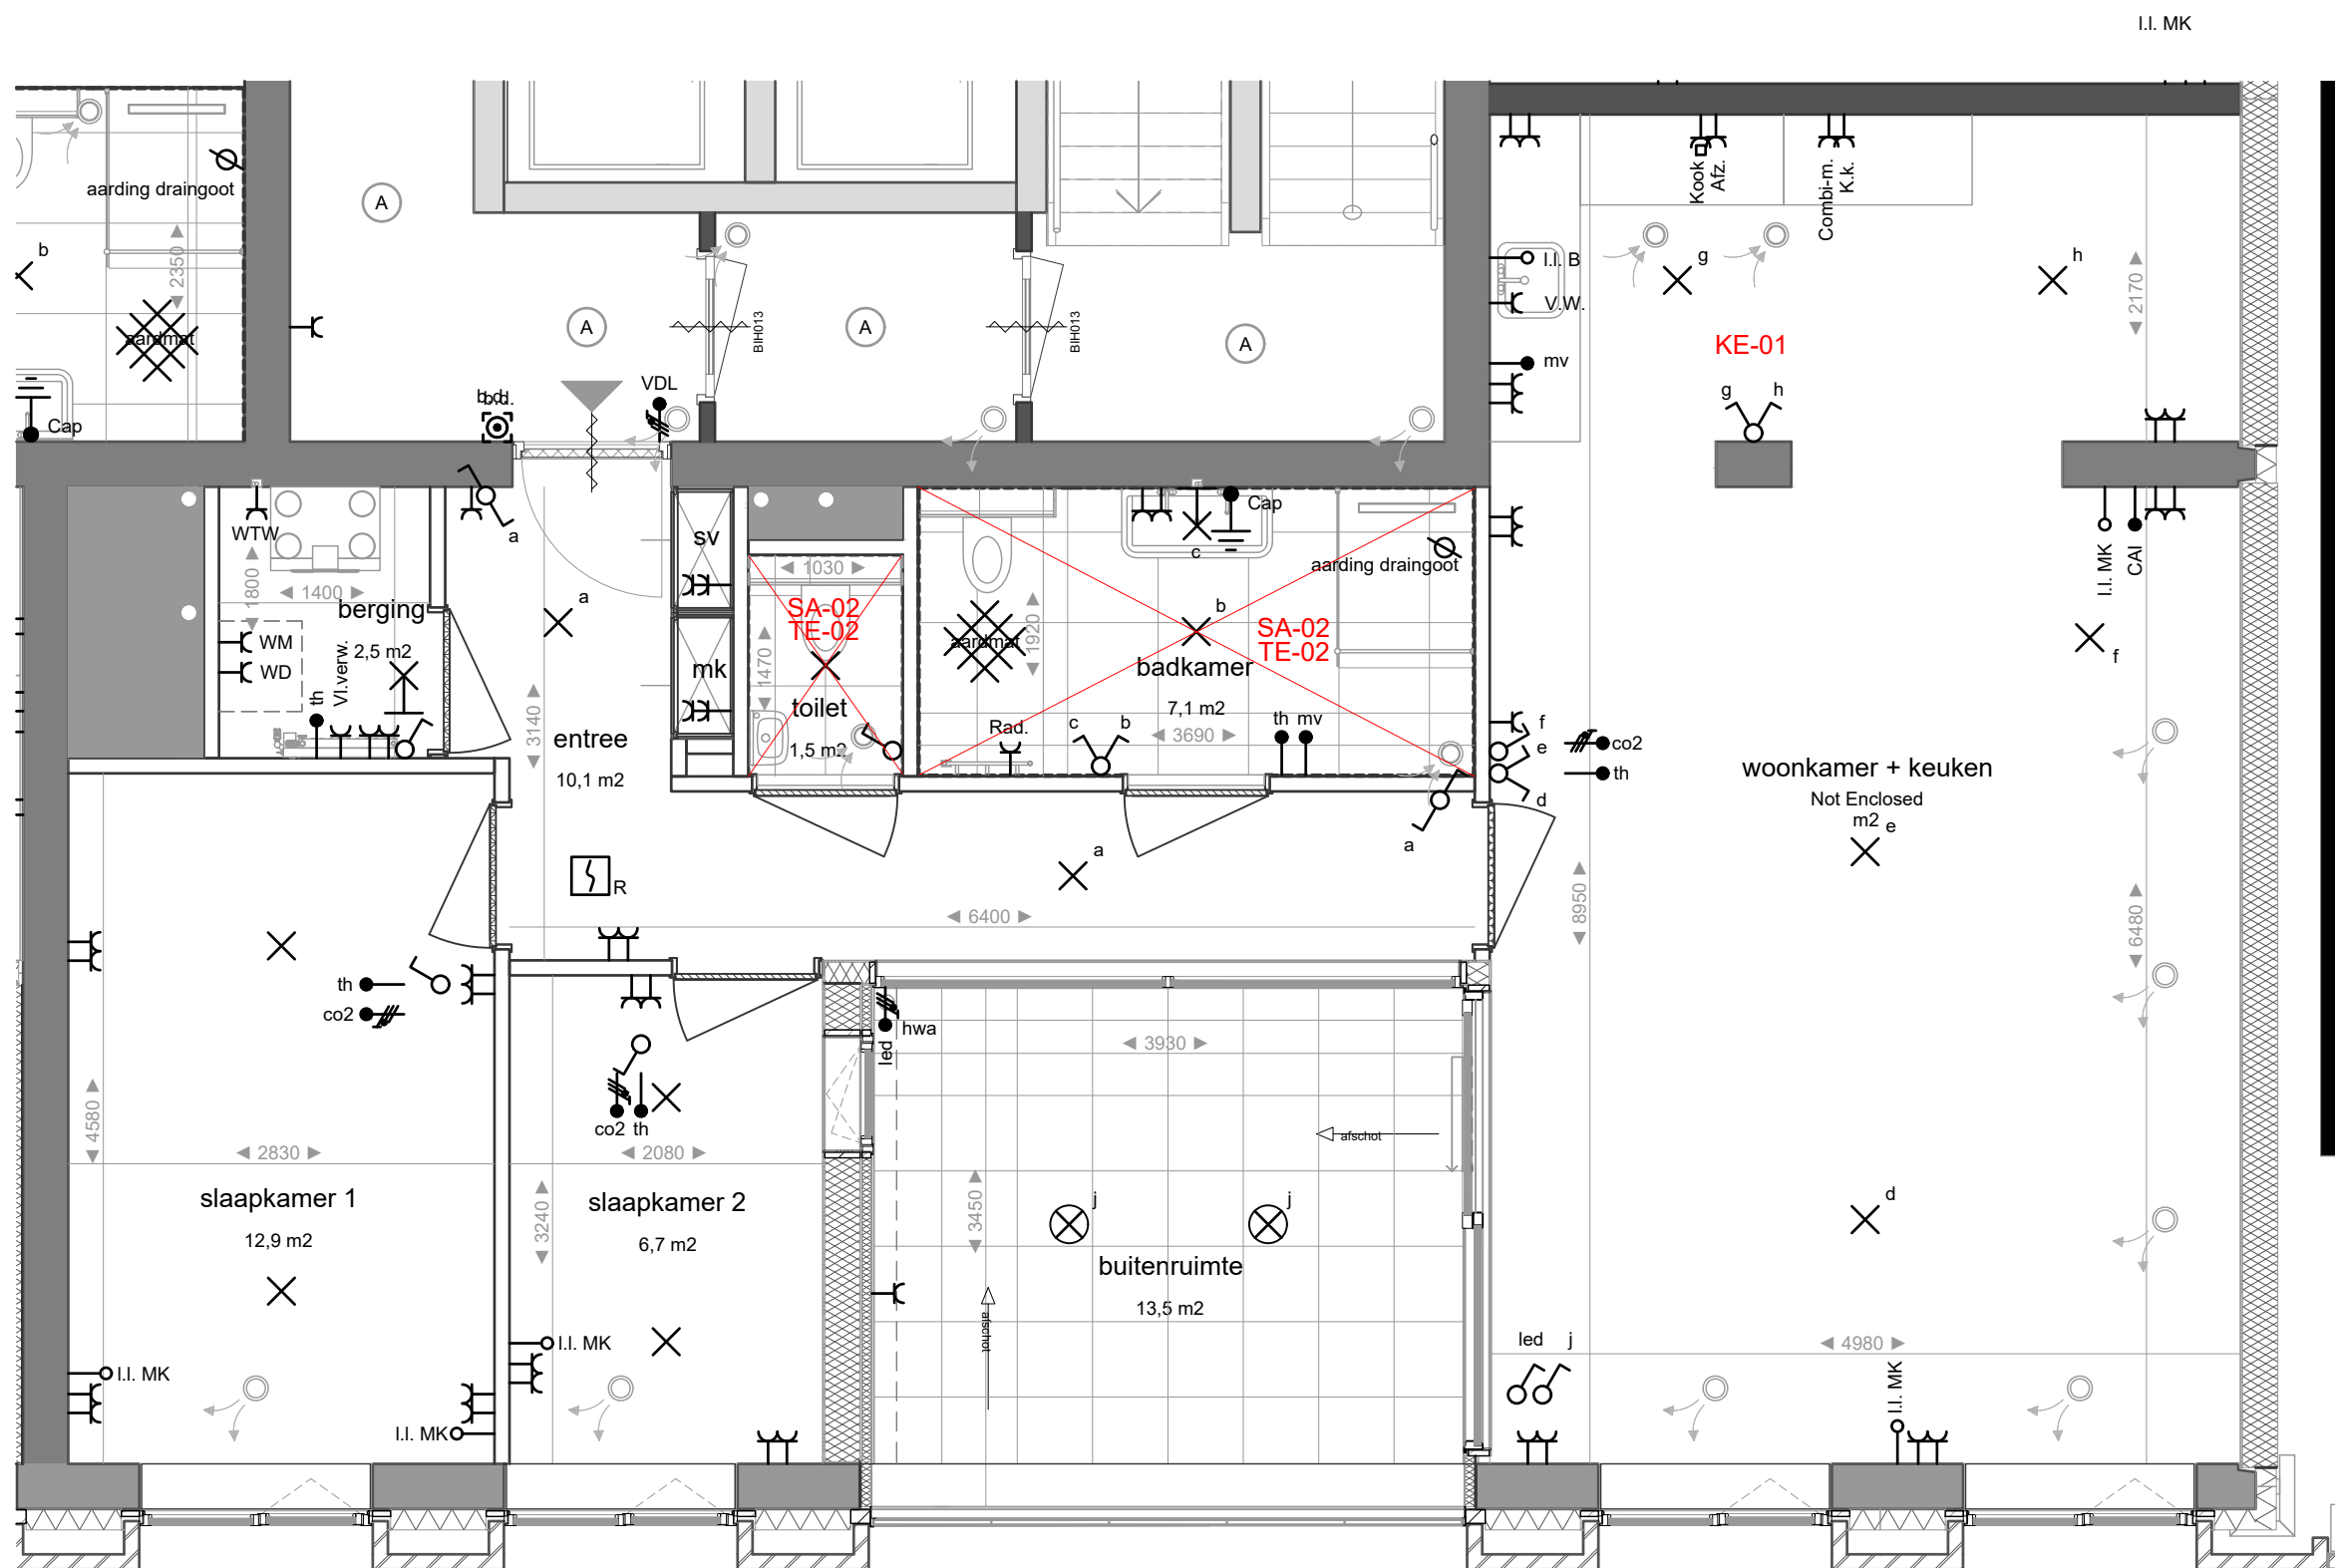 l.l. MK
aarding draingoot
2350
b
aardmat
Cap
A
A
A
A
BIH013
BIH013
b.d.
VDL
Kook
Afz.
Combi-m.
K.k.
l.l. B
V.W.
mv
g
h
KE-01
g
h
2170
WTW
1800
1400
berging
2,5 m2
WM
WD
th
Vl.verw.
a
a
sv
mk
3140
entree
10,1 m2
R
1030
SA-02
TE-02
1470
toilet
1,5 m2
Cap
c
aarding draingoot
aardmat
1920
b
SA-02
TE-02
badkamer
7,1 m2
3690
Rad.
c
b
th
mv
a
a
6400
l.l. MK
CAI
f
f
e
d
co2
th
woonkamer + keuken
Not Enclosed
m2
e
8950
6480
th
co2
4580
2830
slaapkamer 1
12,9 m2
l.l. MK
l.l. MK
co2
th
2080
3240
slaapkamer 2
6,7 m2
l.l. MK
hwa
led
3930
afschot
3450
j
j
buitenruimte
13,5 m2
afschot
d
led
j
4980
l.l. MK